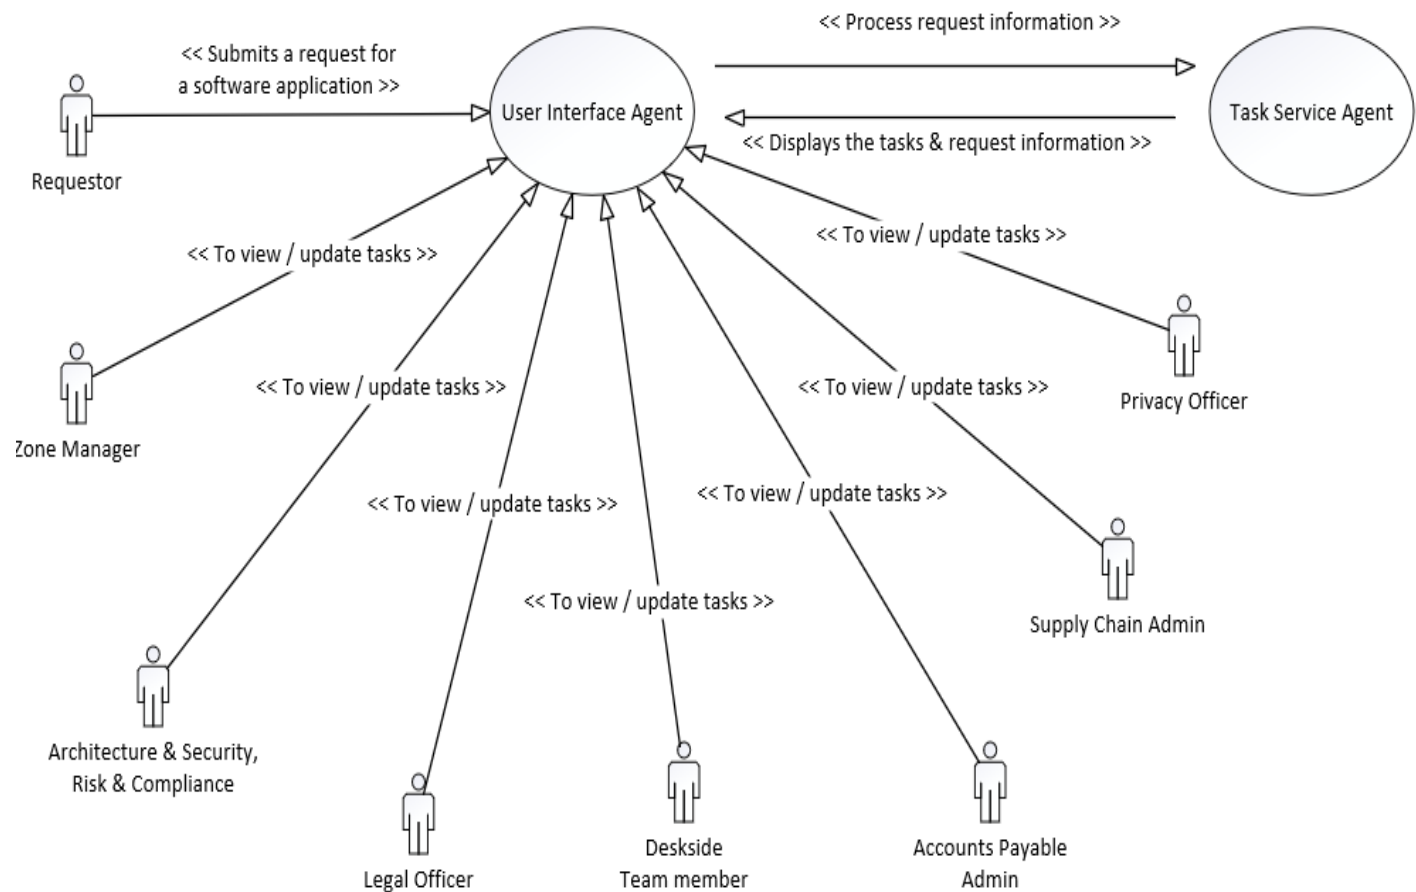 << Process request information >>
<< Submits a request for
a software application >>
User Interface Agent
Task Service Agent
<< Displays the tasks & request information >>
Requestor
<< To view / update tasks >>
<< To view / update tasks >>
Zone Manager
<< To view / update tasks >>
<< To view / update tasks >>
Privacy Officer
<< To view / update tasks >>
<< To view / update tasks >>
<< To view / update tasks >>
Supply Chain Admin
Architecture & Security,
Risk & Compliance
Legal Officer
Deskside
Team member
Accounts Payable
Admin